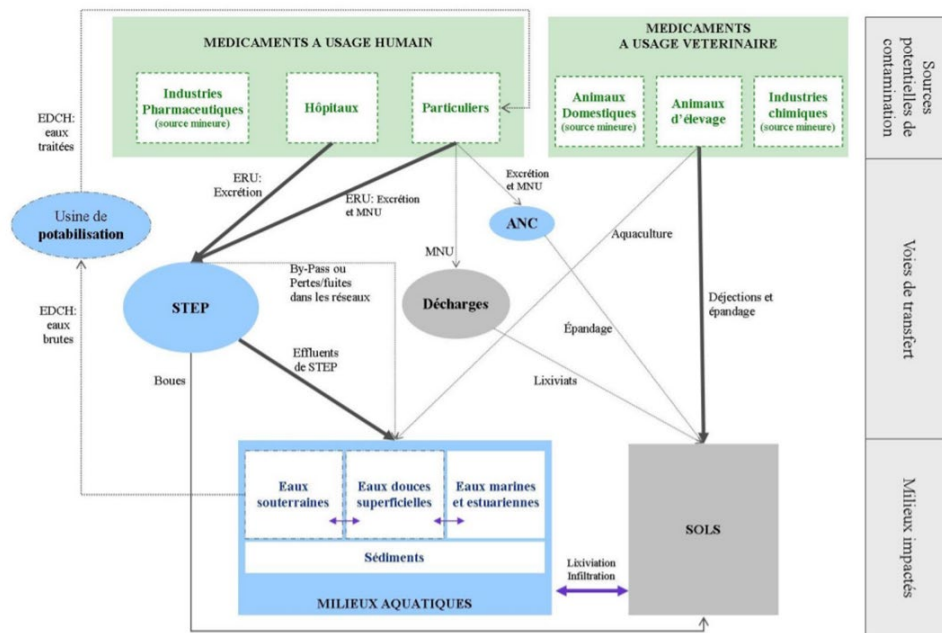 MEDICAMENTS A USAGE HUMAIN
Industries
Pharmaceutiques
(source mineure)
Hôpitaux
Particuliers
MEDICAMENTS
A USAGE VETERINAIRE
Animaux
Domestiques
(source mineure)
Animaux
d'élevage
Industries
chimiques
(source mineure)
Sources
potentielles de
contamination
EDCH:
eaux
traitées
ERU:
Excrétion
ERU: Excrétion
et MNU
Excrétion
et MNU
Usine de
potabilisation
ANC
Aquaculture
MNU
By-Pass ou
Pertes/fuites
dans les réseaux
STEP
Décharges
Déjections et
épandage
Voies de transfert
EDCH:
eaux
brutes
Épandage
Effluents
de STEP
Boues
Lixiviats
Eaux
souterraines
Eaux douces
superficielles
Eaux marines
et estuariennes
Sédiments
MILIEUX AQUATIQUES
Lixiviation
Infiltration
SOLS
Milieux impactés